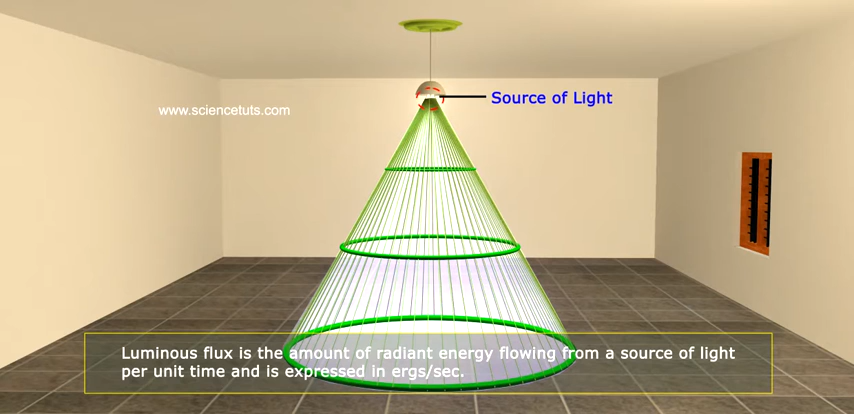 www.sciencetuts.com
Source of Light
Luminous flux is the amount of radiant energy flowing from a source of light
per unit time and is expressed in ergs/sec.